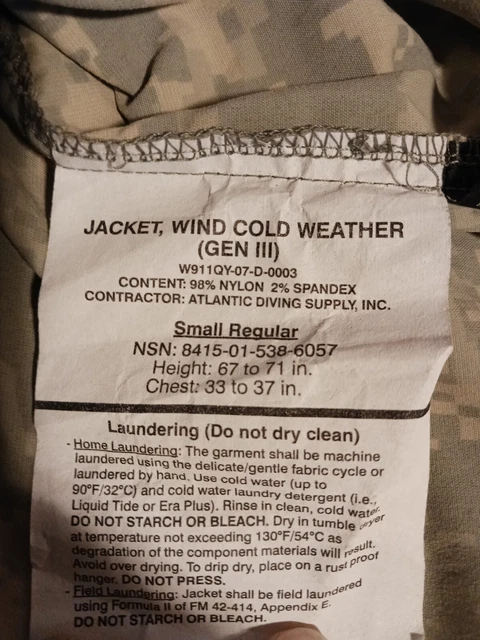 JACKET, WIND COLD WEATHER
(GEN III)
W911QY-07-D-0003
CONTENT: 98% NYLON 2% SPANDEX
CONTRACTOR: ATLANTIC DIVING SUPPLY, INC.
Small Regular
NSN: 8415-01-538-6057
Height: 67 to 71 in.
Chest: 33 to 37 in.
Laundering (Do not dry clean)
- Home Laundering: The garment shall be machine
laundered using the delicate/gentle fabric cycle or
laundered by hand. Use cold water (up to
90°F/32°C) and cold water laundry detergent (i.e.,
Liquid Tide or Era Plus). Rinse in clean, cold water.
DO NOT STARCH OR BLEACH. Dry in tumble dryer
at temperature not exceeding 130°F/54°C as
degradation of the component materials will result.
Avoid over drying. To drip dry, place on a rust proof
hanger. DO NOT PRESS.
- Field Laundering: Jacket shall be field laundered
using Formula II of FM 42-414, Appendix E.
DO NOT STARCH OR BLEACH.